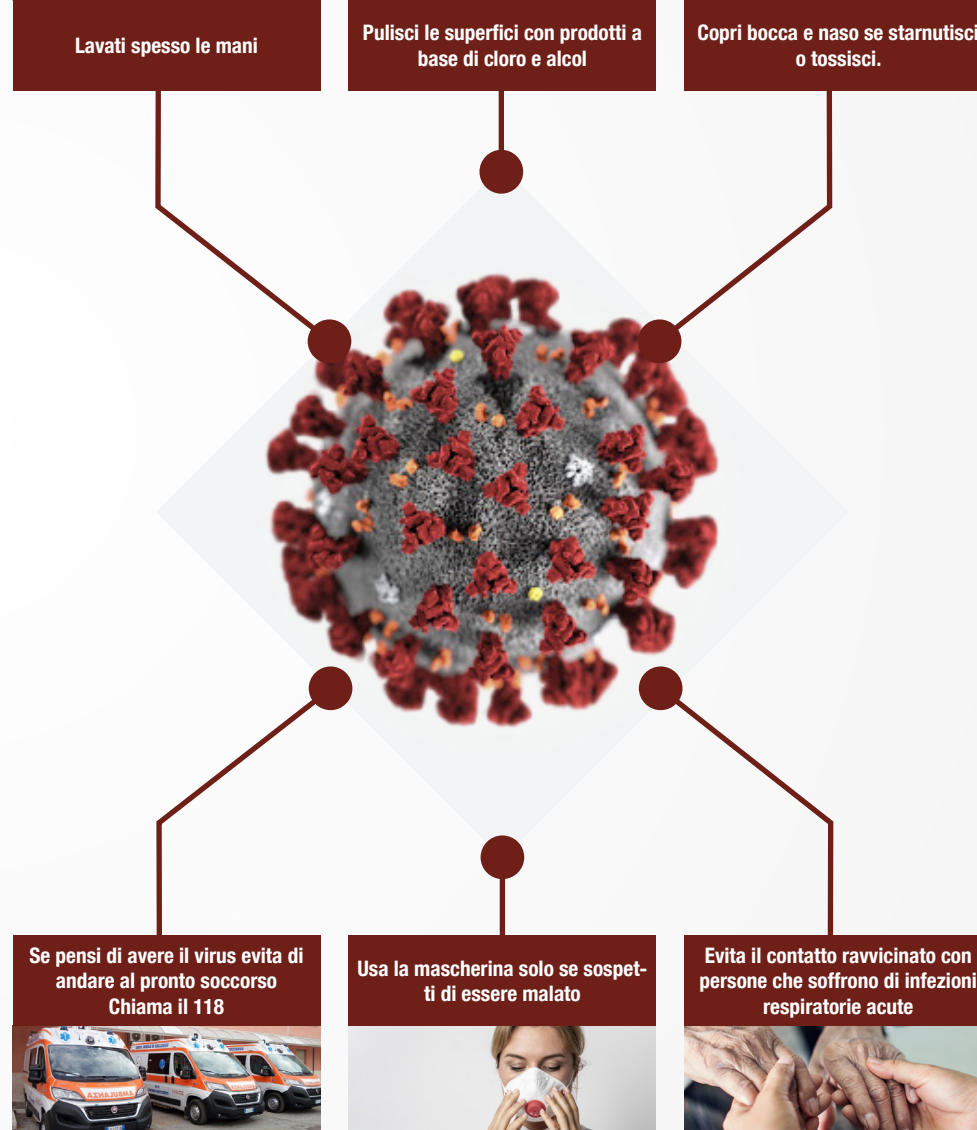 Lavati spesso le mani
Pulisci le superfici con prodotti a
base di cloro e alcol
Copri bocca e naso se starnutisci
o tossisci.
Se pensi di avere il virus evita di
andare al pronto soccorso
Chiama il 118
Usa la mascherina solo se sospet-
ti di essere malato
Evita il contatto ravvicinato con
persone che soffrono di infezioni
respiratorie acute
AMBULANZA